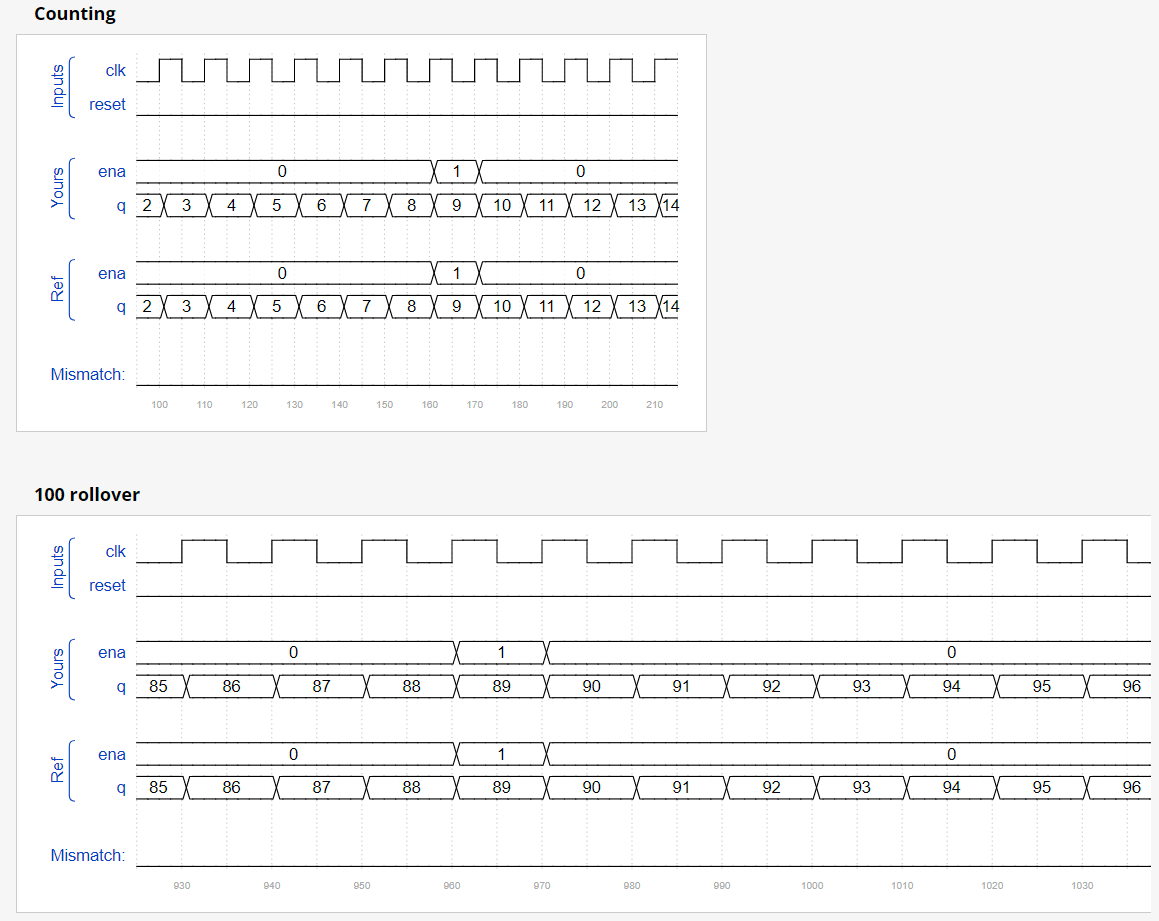 Counting
Inputs
clk
reset
Yours
ena 0 1 0
q 2 3 4 5 6 7 8 9 10 11 12 13 14
Ref
ena 0 1 0
q 2 3 4 5 6 7 8 9 10 11 12 13 14
Mismatch:
100 110 120 130 140 150 160 170 180 190 200 210
100 rollover
Inputs
clk
reset
Yours
ena 0 1 0
q 85 86 87 88 89 90 91 92 93 94 95 96
Ref
ena 0 1 0
q 85 86 87 88 89 90 91 92 93 94 95 96
Mismatch:
930 940 950 960 970 980 990 1000 1010 1020 1030